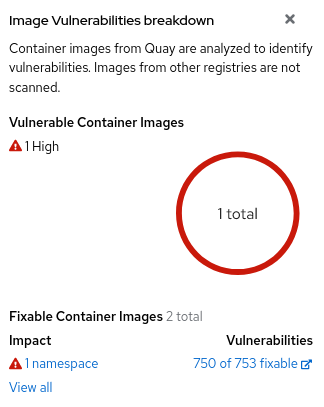 Image Vulnerabilities breakdown
Container images from Quay are analyzed to identify
vulnerabilities. Images from other registries are not
scanned.
Vulnerable Container Images
1 High
1 total
Fixable Container Images 2 total
Impact Vulnerabilities
1 namespace 750 of 753 fixable
View all